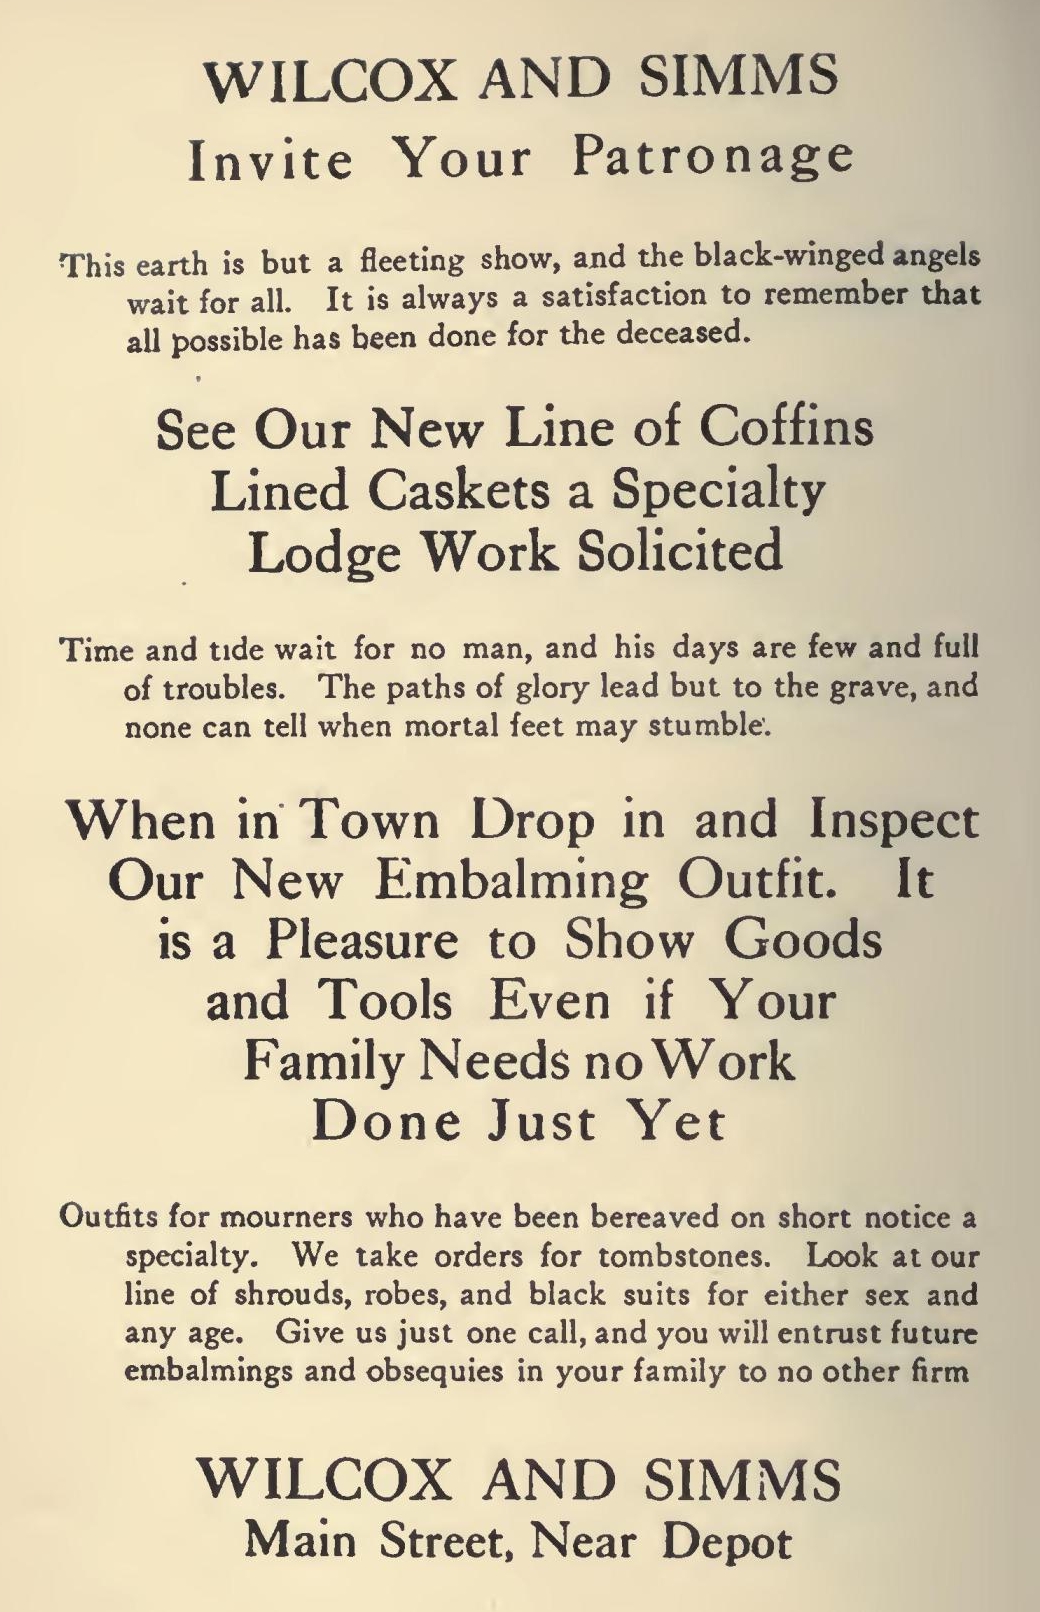 WILCOX AND SIMMS
Invite Your Patronage
This earth is but a fleeting show, and the black-winged angels
wait for all. It is always a satisfaction to remember that
all possible has been done for the deceased.
See Our New Line of Coffins
Lined Caskets a Specialty
Lodge Work Solicited
Time and tide wait for no man, and his days are few and full
of troubles. The paths of glory lead but to the grave, and
none can tell when mortal feet may stumble.
When in Town Drop in and Inspect
Our New Embalming Outfit. It
is a Pleasure to Show Goods
and Tools Even if Your
Family Needs no Work
Done Just Yet
Outfits for mourners who have been bereaved on short notice a
specialty. We take orders for tombstones. Look at our
line of shrouds, robes, and black suits for either sex and
any age. Give us just one call, and you will entrust future
embalmings and obsequies in your family to no other firm
WILCOX AND SIMMS
Main Street, Near Depot